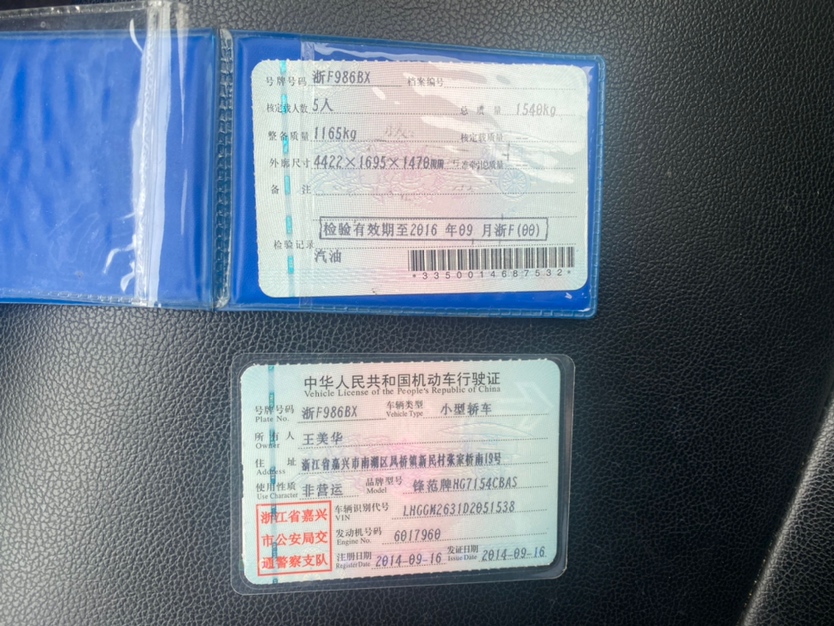 号牌号码 浙F986BX 档案编号
核定载人数 5人 总质量 1540kg
整备质量 1165kg 核定载质量
外廓尺寸 4422×1695×1470
备注
检验有效期至2016 年09 月浙F(00)
检验记录
汽油
*3350014687532*
中华人民共和国机动车行驶证
Vehicle License of the People's Republic of China
号牌号码 浙F986BX 车辆类型 小型轿车
Plate No. Vehicle Type
所有人 王美华
Owner
住址 浙江省嘉兴市南湖区凤桥镇新民村张家桥南19号
Address
使用性质 非营运 品牌型号 锋范牌HG7154CBAS
Use Character Model
浙江省嘉兴 车辆识别代号 LHGGM2631D2051538
VIN
市公安局交 发动机号码 6017960
Engine No.
通警察支队 注册日期 2014-09-16 发证日期 2014-09-16
Register Date Issue Date